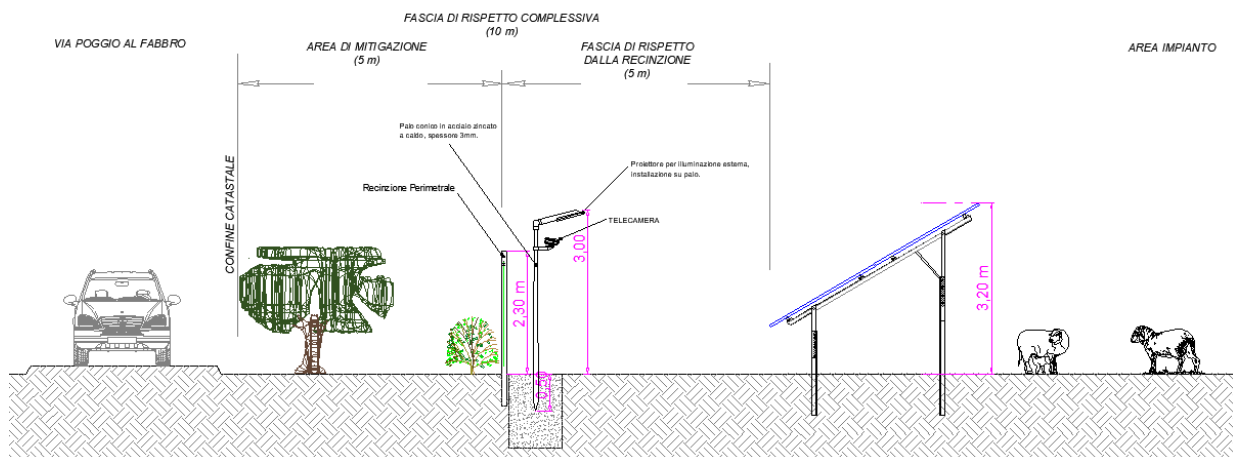 FASCIA DI RISPETTO COMPLESSIVA
(10 m)
VIA POGGIO AL FABBRO
AREA DI MITIGAZIONE
(5 m)
FASCIA DI RISPETTO
DALLA RECINZIONE
(5 m)
AREA IMPIANTO
CONFINE CATASTALE
Palo conico in acciaio zincato
a caldo, spessore 3mm.
Recinzione Perimetrale
Proiettore per illuminazione esterna,
installazione su palo.
TELECAMERA
2,30 m
3,00
0,50
3,20 m